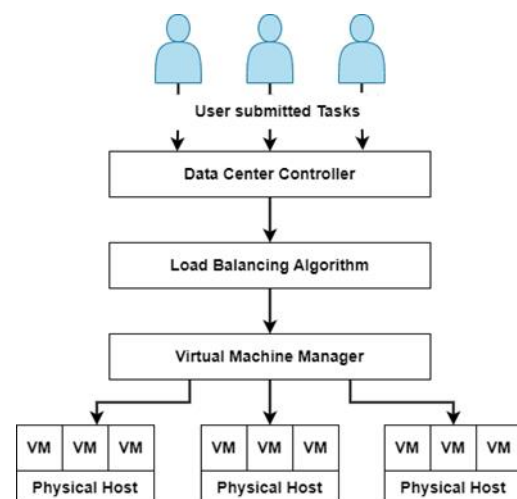 User submitted Tasks
Data Center Controller
Load Balancing Algorithm
Virtual Machine Manager
VM VM VM VM VM VM VM VM VM
Physical Host Physical Host Physical Host